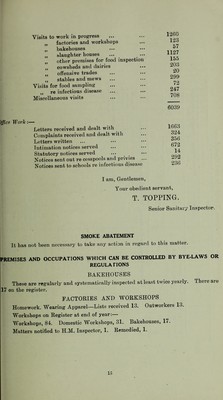 Visits to work in progress ... ... 1205
„ factories and workshops ... 123
„ bakehouses ... ... 57
„ slaughter houses ... ... 1127
„ other premises for food inspection 155
„ cowsheds and dairies ... 203
„ offensive trades ... ... 20
„ stables and mews ... ... 299
Visits for food sampling ... ... 72
„ re infectious disease ... ... 247
Miscellaneous visits ... ... 708
6039
Office Work :—
Letters received and dealt with ... 1663
Complaints received and dealt with ... 324
Letters written ... ... 356
Intimation notices served ... ... 672
Statutory notices served ... ... 14
Notices sent out re cesspools and privies ... 292
Notices sent to schools re infectious disease 236
I am, Gentlemen,
Your obedient servant,
T. TOPPING,
Senior Sanitary Inspector.
SMOKE ABATEMENT
It has not been necessary to take any action in regard to this matter.
PREMISES AND OCCUPATIONS WHICH CAN BE CONTROLLED BY BYE-LAWS OR
REGULATIONS
BAKEHOUSES
These are regularly and systematically inspected at least twice yearly. There are
17 on the register.
FACTORIES AND WORKSHOPS
Homework. Wearing Apparel—Lists received 13. Outworkers 13.
Workshops on Register at end of year:—
Workshops, 64. Domestic Workshops, 31. Bakehouses, 17.
Matters notified to H.M. Inspector, 1. Remedied, 1.